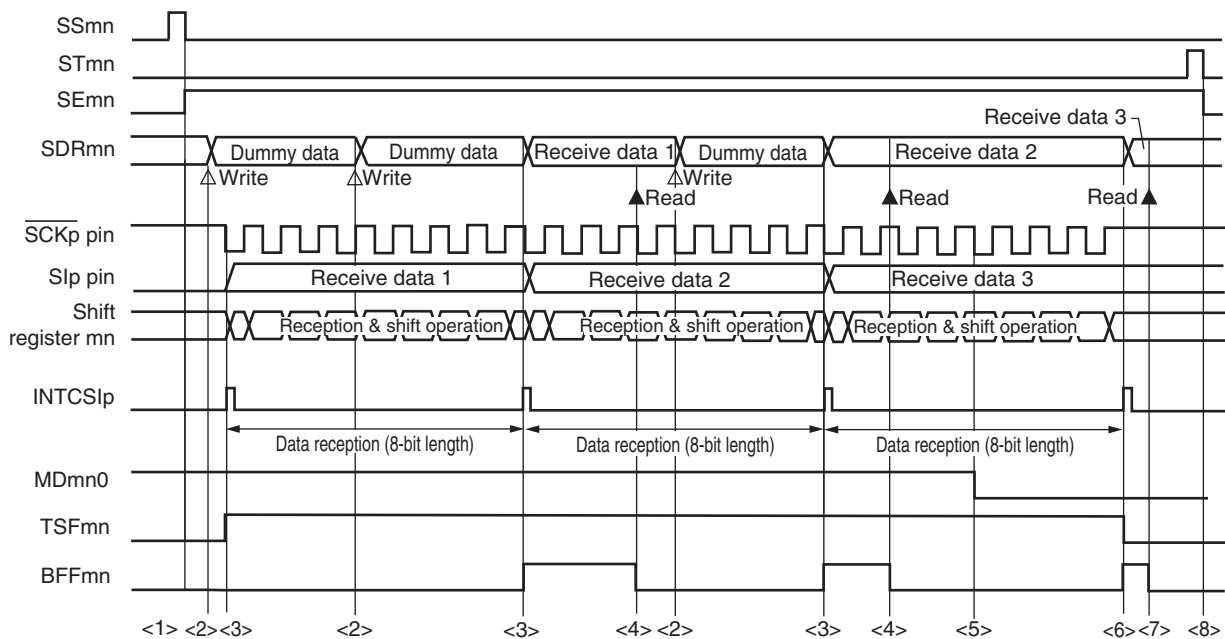 SSmn
STmn
SEmn
Receive data 3
SDRmn
Dummy data Dummy data Receive data 1 Dummy data Receive data 2
Write Write Write
Read Read Read
SCKp pin
SIp pin
Receive data 1 Receive data 2 Receive data 3
Shift
register mn
Reception & shift operation Reception & shift operation Reception & shift operation
INTCSIp
Data reception (8-bit length) Data reception (8-bit length) Data reception (8-bit length)
MDmn0
TSFmn
BFFmn
<1> <2> <3> <2> <3> <4> <2> <3> <4> <5> <6> <7> <8>